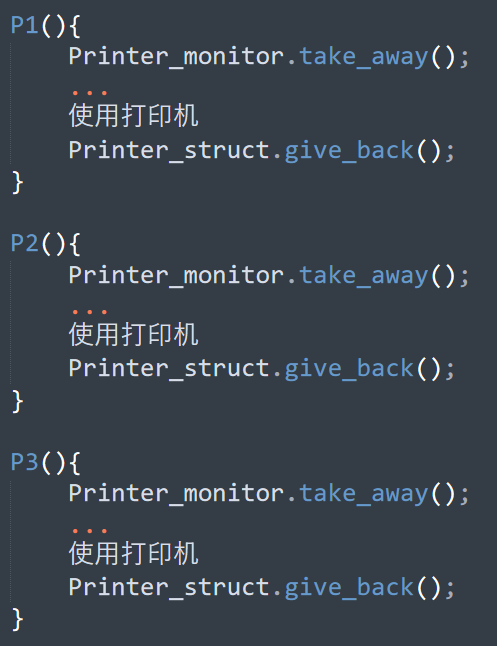 P1(){
Printer_monitor.take_away();
...
使用打印机
Printer_struct.give_back();
}
P2(){
Printer_monitor.take_away();
...
使用打印机
Printer_struct.give_back();
}
P3(){
Printer_monitor.take_away();
...
使用打印机
Printer_struct.give_back();
}